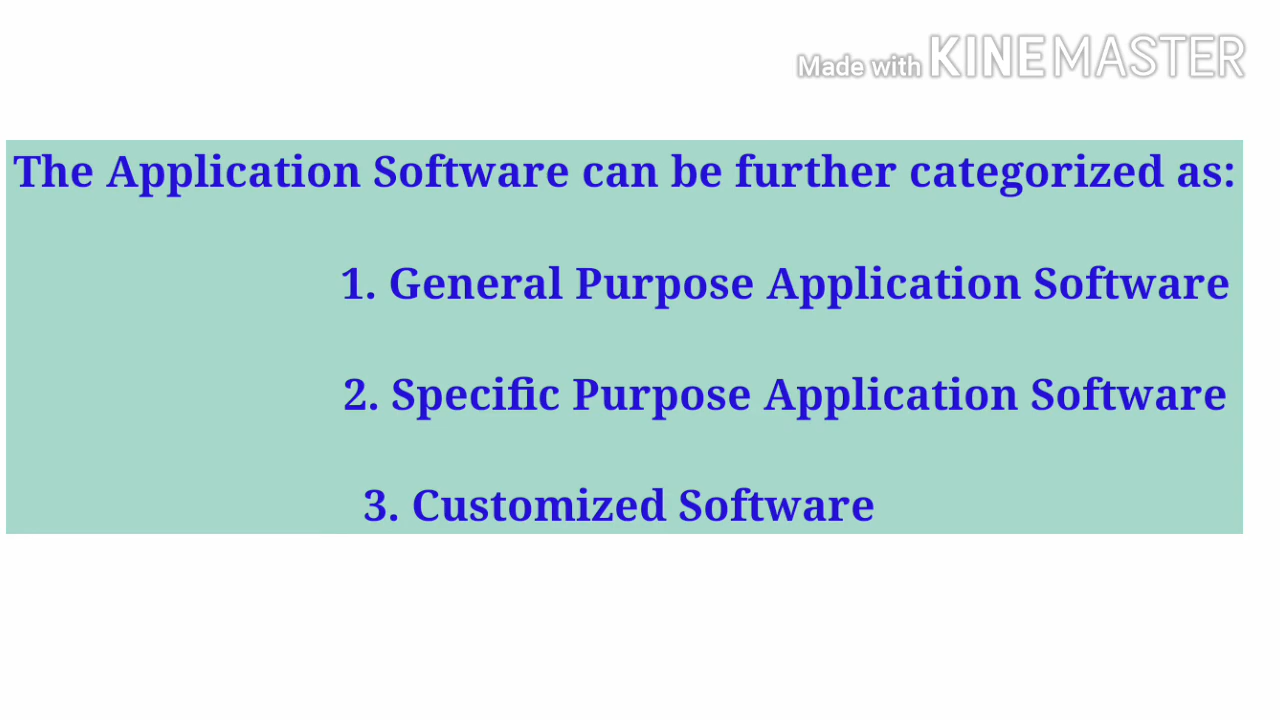 Made with KINEMASTER
The Application Software can be further categorized as:
1. General Purpose Application Software
2. Specific Purpose Application Software
3. Customized Software